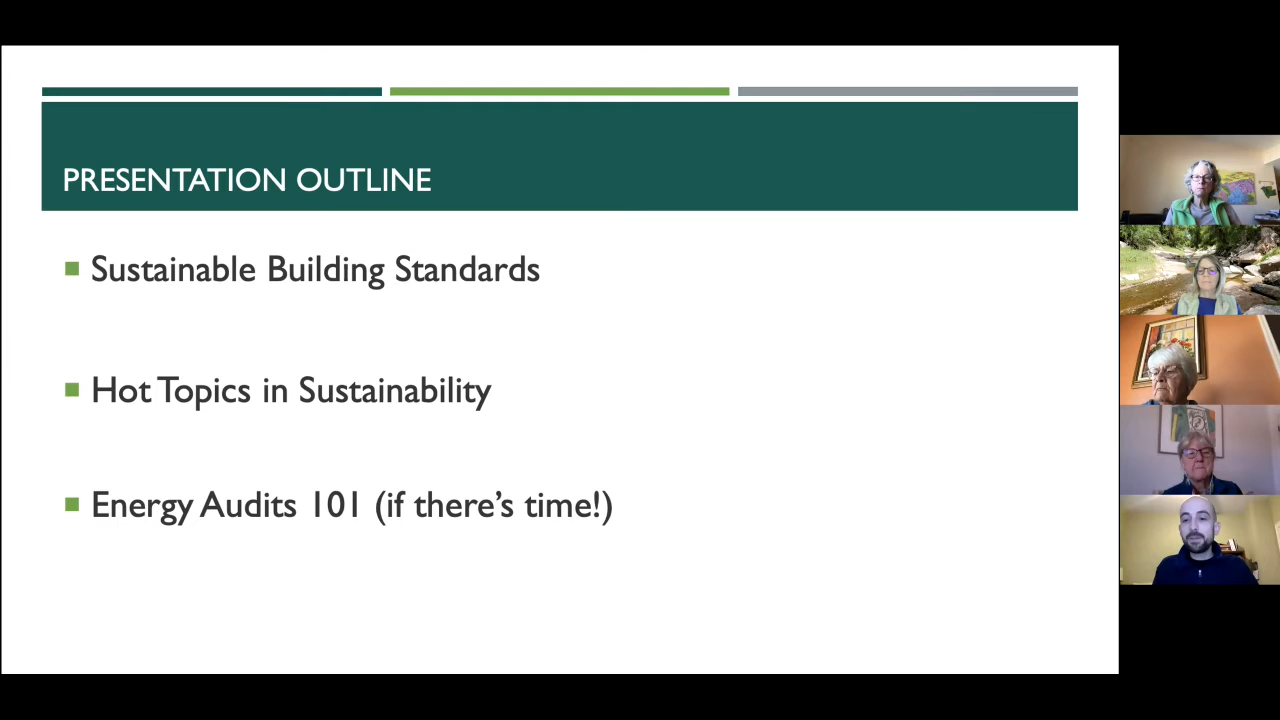 PRESENTATION OUTLINE
Sustainable Building Standards
Hot Topics in Sustainability
Energy Audits 101 (if there’s time!)